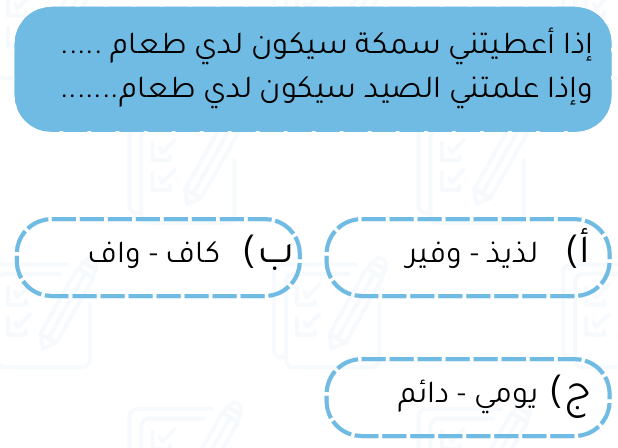 إذا أعطيتني سمكة سيكون لدي طعام .....
وإذا علمتني الصيد سيكون لدي طعام.......
أ) لذيذ - وفير
ب) كاف - واف
ج) يومي - دائم